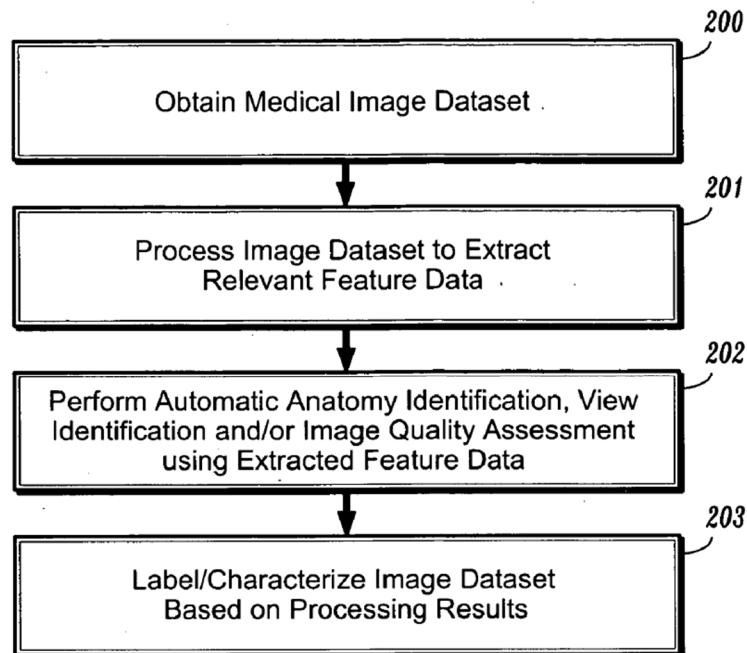 200
Obtain Medical Image Dataset
201
Process Image Dataset to Extract
Relevant Feature Data
202
Perform Automatic Anatomy Identification, View
Identification and/or Image Quality Assessment
using Extracted Feature Data
203
Label/Characterize Image Dataset
Based on Processing Results